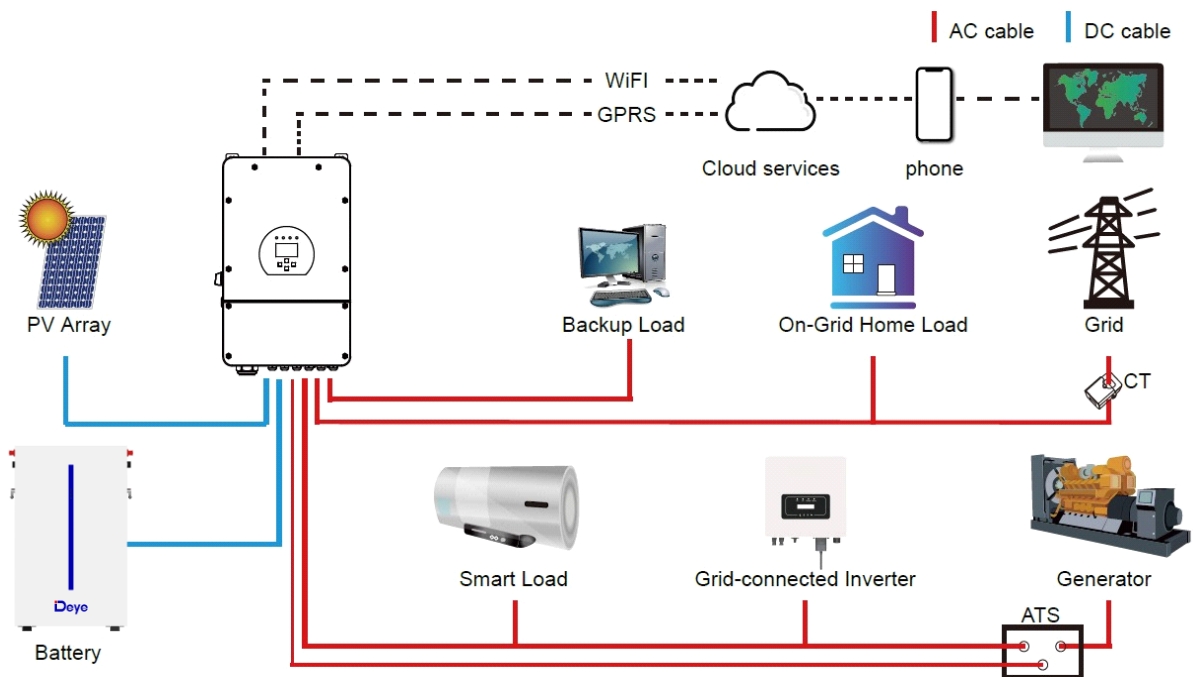 AC cable
DC cable
WiFI
GPRS
Cloud services
phone
PV Array
Backup Load
On-Grid Home Load
Grid
CT
Smart Load
Grid-connected Inverter
Generator
ATS
Deye
Battery